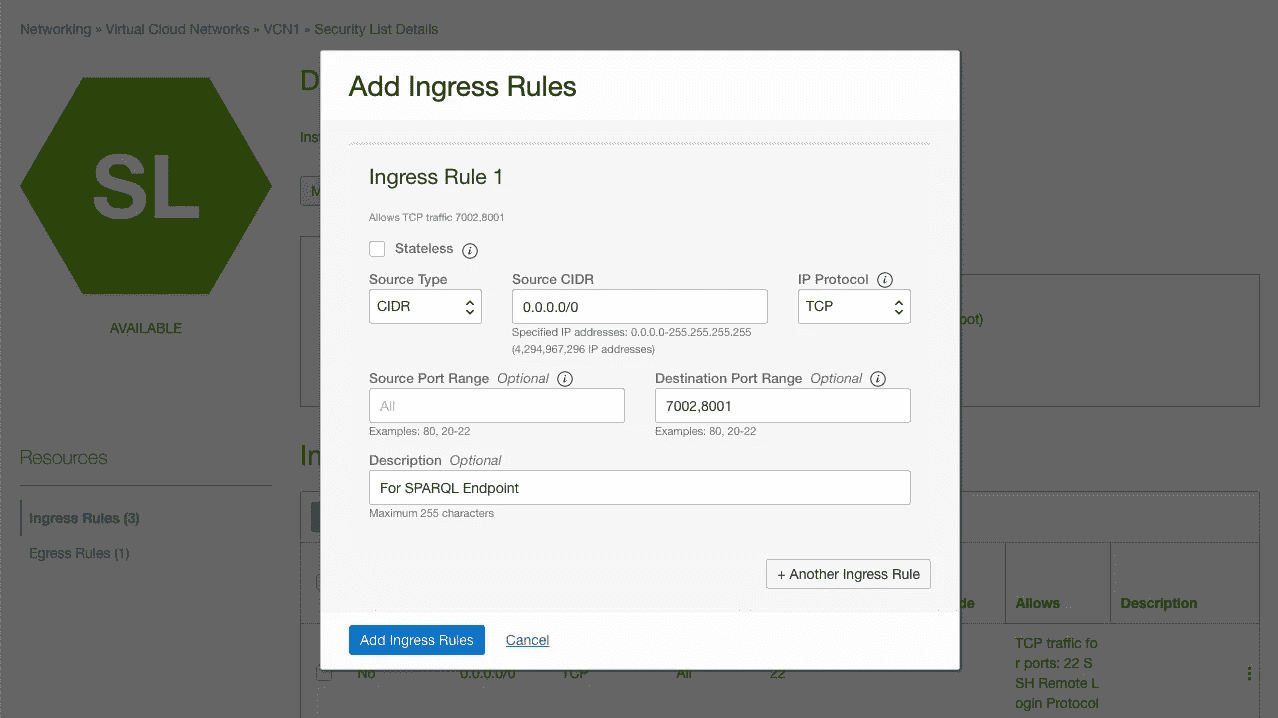 Networking » Virtual Cloud Networks » VCN1 » Security List Details
SL
AVAILABLE
Resources
Ingress Rules (3)
Egress Rules (1)
Add Ingress Rules
Ingress Rule 1
Allows TCP traffic 7002,8001
Stateless
Source Type Source CIDR IP Protocol
CIDR 0.0.0.0/0 TCP
Specified IP addresses: 0.0.0.0-255.255.255.255
(4,294,967,296 IP addresses)
Source Port Range Optional Destination Port Range Optional
All 7002,8001
Examples: 80, 20-22 Examples: 80, 20-22
Description Optional
For SPARQL Endpoint
Maximum 255 characters
+ Another Ingress Rule
Add Ingress Rules Cancel
Allows Description
No 0.0.0.0/0 TCP All 22
TCP traffic fo
r ports: 22 S
SH Remote L
ogin Protocol